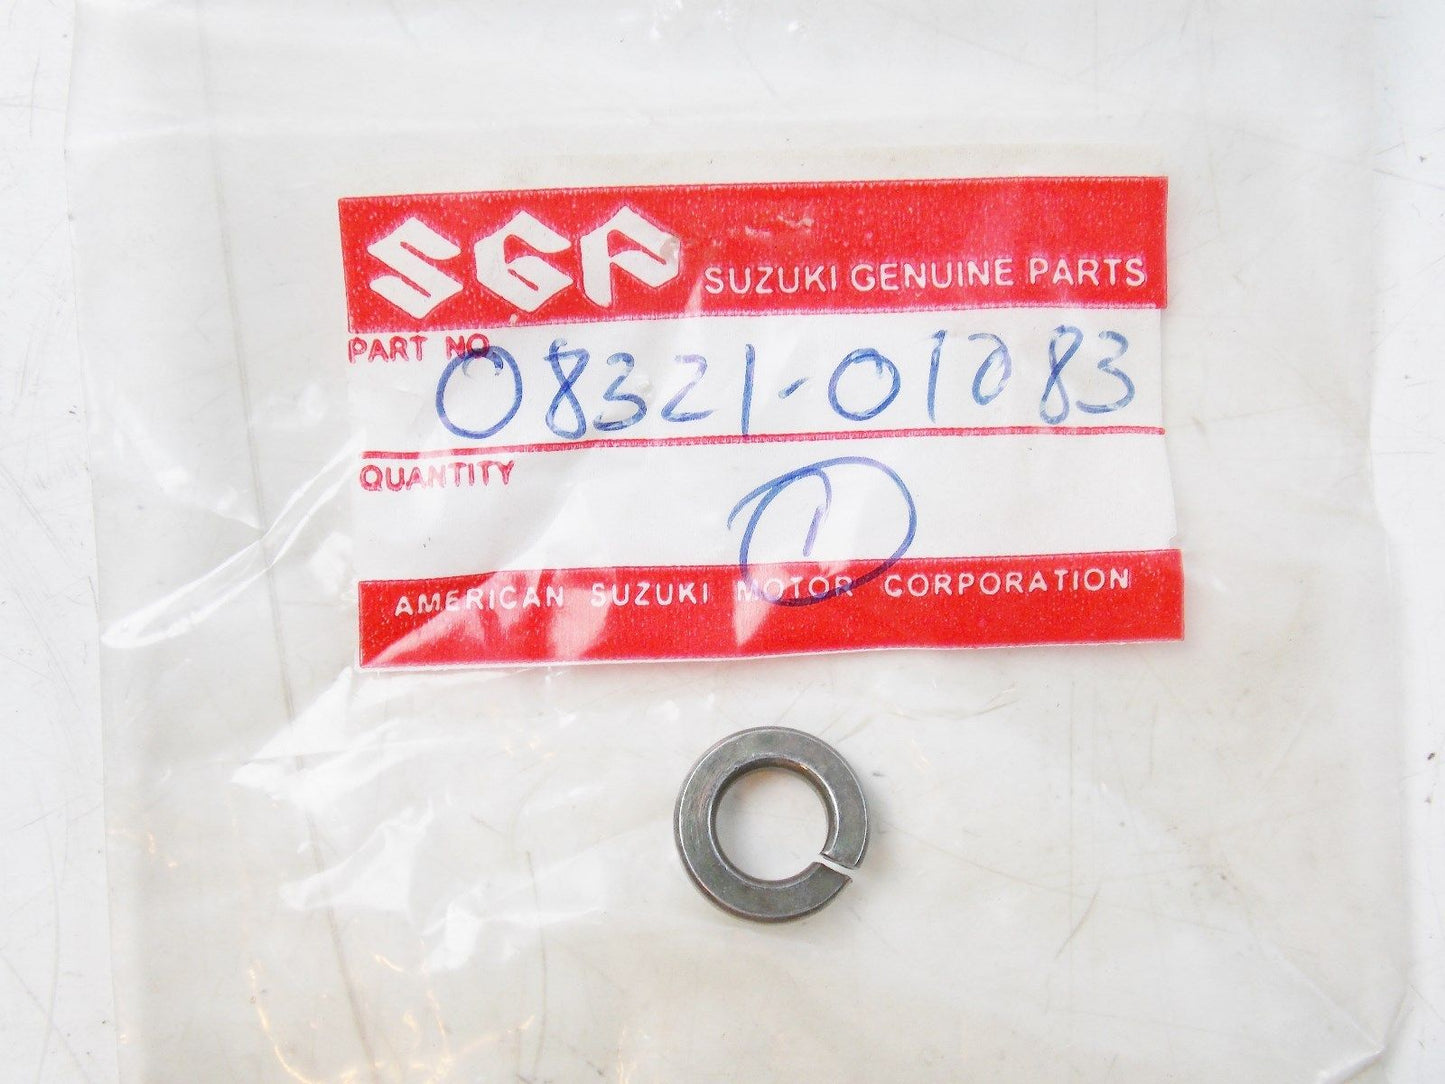 SGP SUZUKI GENUINE PARTS
PART NO. 08321-01083
QUANTITY 1
AMERICAN SUZUKI MOTOR CORPORATION